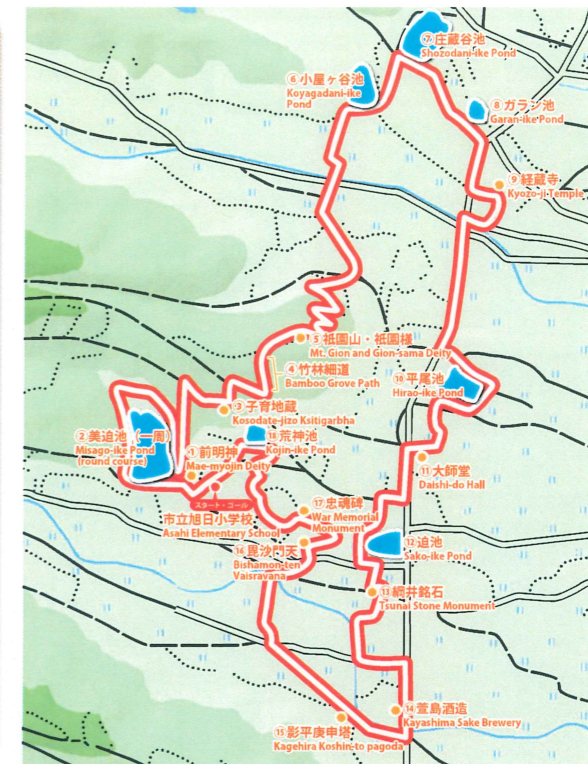 ⑦庄蔵谷池
Shozodani-ike Pond
⑥小屋ヶ谷池
Koyagadani-ike
Pond
⑧ガラン池
Garan-ike Pond
⑨経蔵寺
Kyozo-ji Temple
⑤祇園山・祇園様
Mt. Gion and Gion-sama Deity
④竹林細道
Bamboo Grove Path
⑩平尾池
Hirao-ike Pond
③子育地蔵
Kosodate-jizo Ksitigarbha
②美迫池(一周)
Misago-ike Pond
(round course)
⑱荒神池
Kojin-ike Pond
①前明神
Mae-myojin Deity
⑪大師堂
Daishi-do Hall
スタート・ゴール
市立旭日小学校
Asahi Elementary School
⑰忠魂碑
War Memorial
Monument
⑯毘沙門天
Bishamon-ten
Vaisravana
⑫迫池
Sako-ike Pond
⑬綱井銘石
Tsunai Stone Monument
⑭萱島酒造
Kayashima Sake Brewery
⑮影平庚申塔
Kagehira Koshin-to pagoda